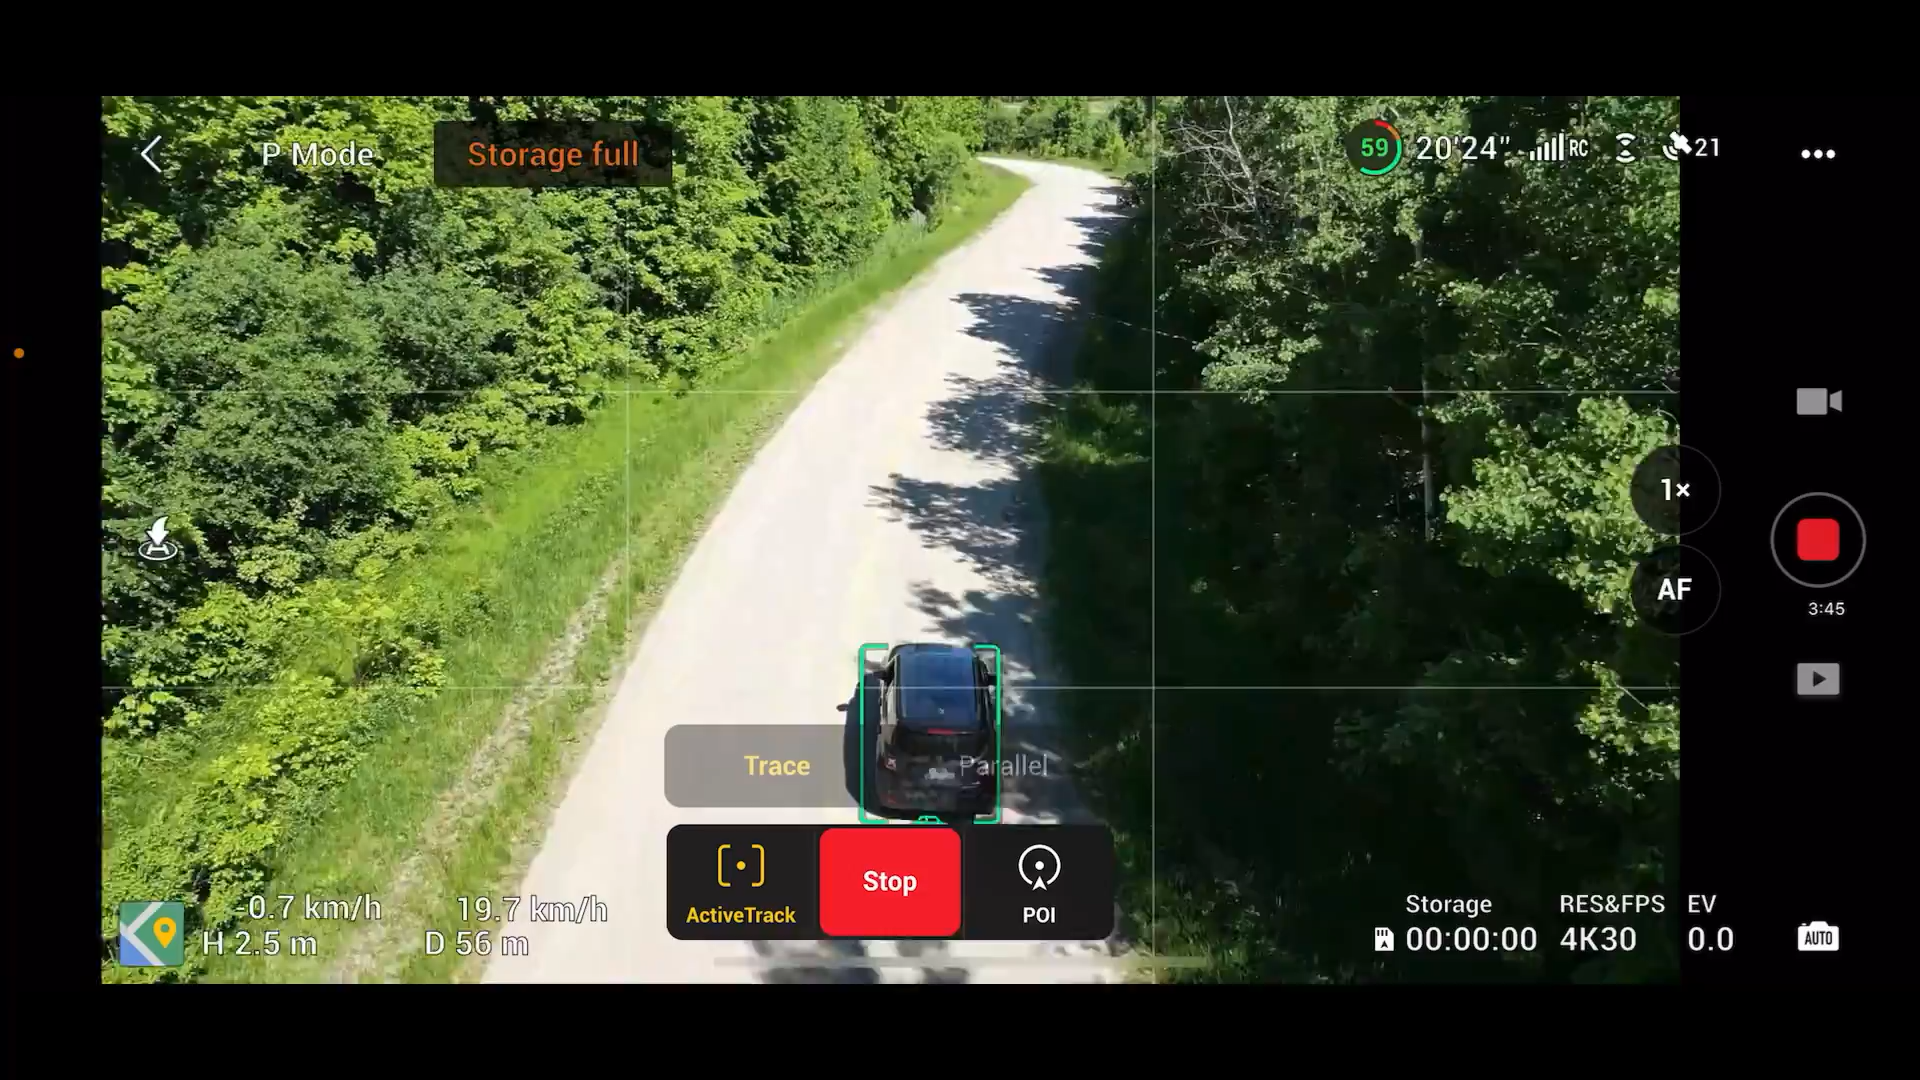 P Mode
Storage full
59
20'24"
RC
21
1×
AF
3:45
Trace
Parallel
ActiveTrack
Stop
POI
-0.7 km/h
19.7 km/h
H 2.5 m
D 56 m
Storage
RES&FPS
EV
00:00:00
4K30
0.0
AUTO